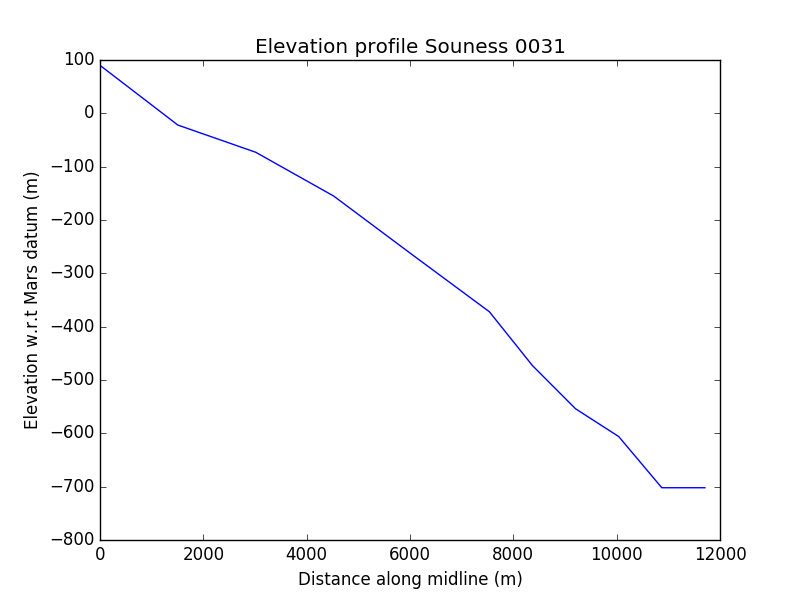 Elevation profile Souness 0031
100
0
−100
−200
−300
−400
−500
−600
−700
−800
Elevation w.r.t Mars datum (m)
0 2000 4000 6000 8000 10000 12000
Distance along midline (m)